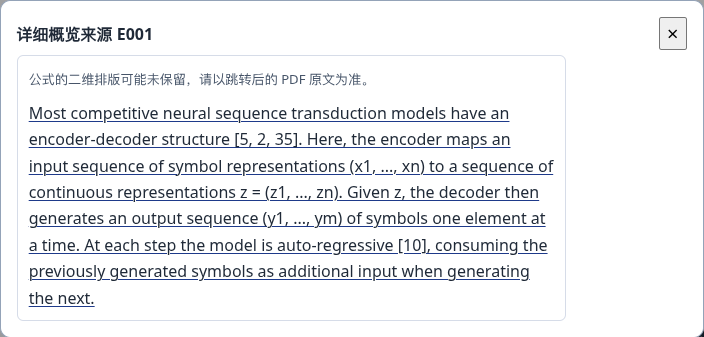 详细概览来源 E001
×
公式的二维排版可能未保留，请以跳转后的 PDF 原文为准。
Most competitive neural sequence transduction models have an
encoder-decoder structure [5, 2, 35]. Here, the encoder maps an
input sequence of symbol representations (x1, ..., xn) to a sequence of
continuous representations z = (z1, ..., zn). Given z, the decoder then
generates an output sequence (y1, ..., ym) of symbols one element at
a time. At each step the model is auto-regressive [10], consuming the
previously generated symbols as additional input when generating
the next.